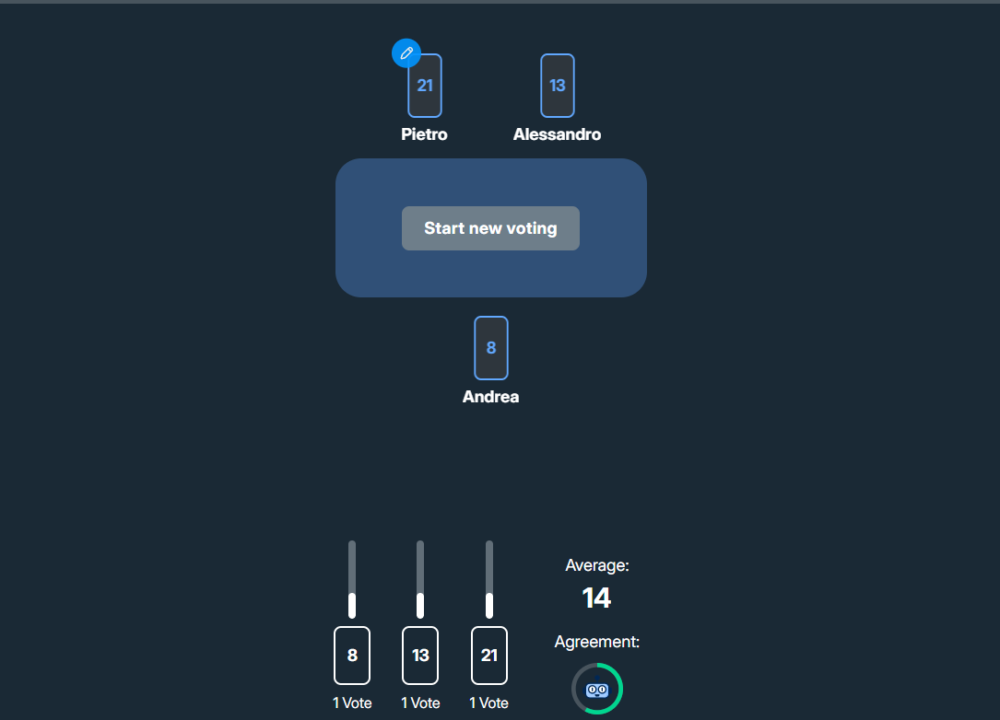 21
13
Pietro
Alessandro
Start new voting
8
Andrea
Average:
14
Agreement:
8
13
21
1 Vote
1 Vote
1 Vote